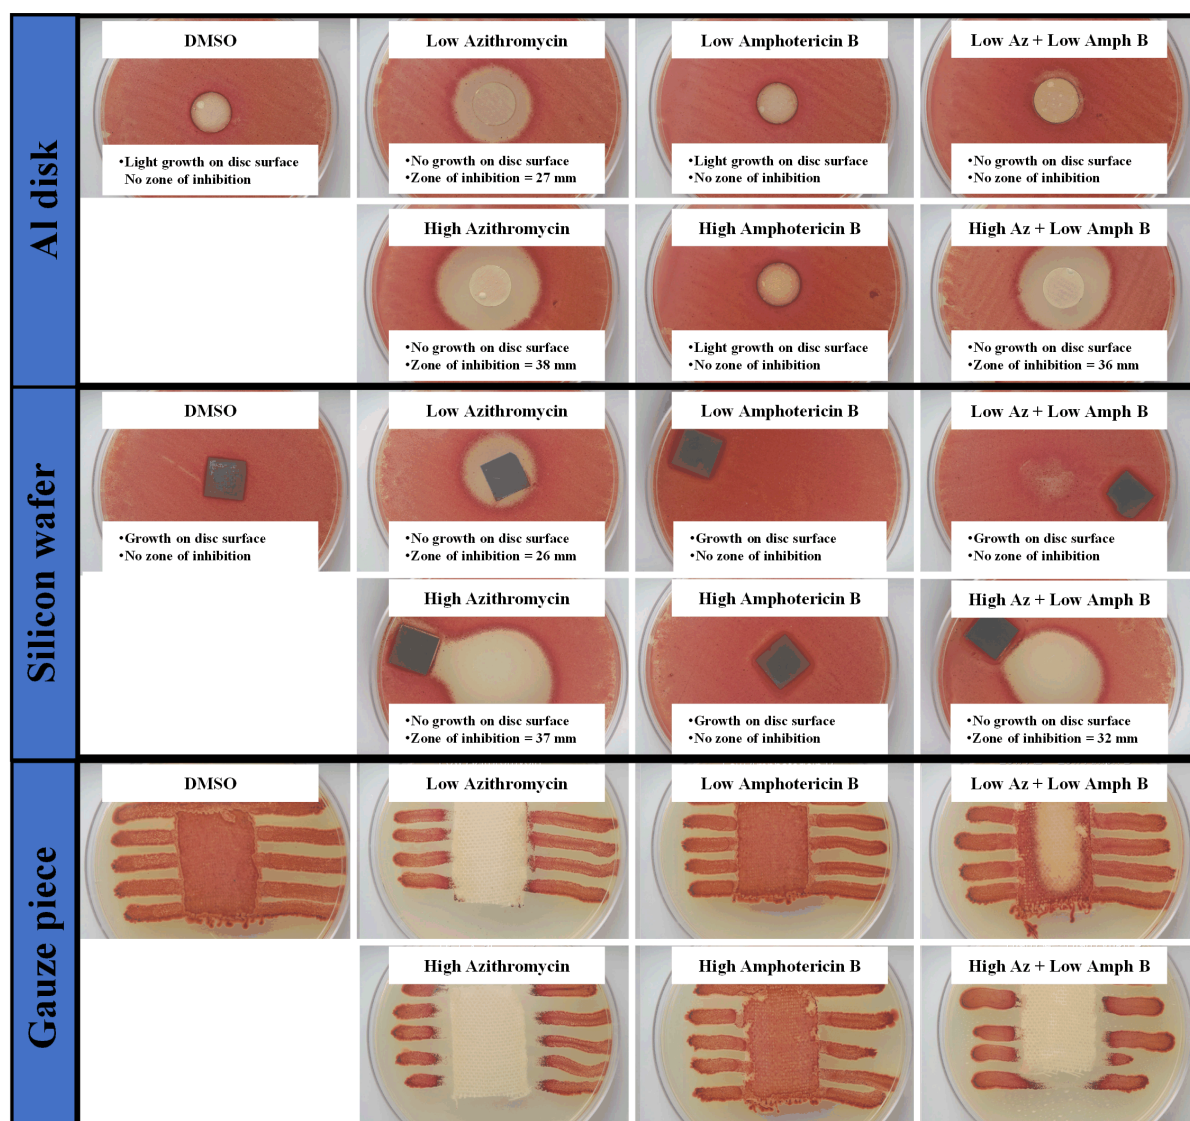 Al disk
DMSO
•Light growth on disc surface
No zone of inhibition
Low Azithromycin
•No growth on disc surface
•Zone of inhibition = 27 mm
Low Amphotericin B
•Light growth on disc surface
•No zone of inhibition
Low Az + Low Amph B
•No growth on disc surface
•No zone of inhibition
High Azithromycin
•No growth on disc surface
•Zone of inhibition = 38 mm
High Amphotericin B
•Light growth on disc surface
•No zone of inhibition
High Az + Low Amph B
•No growth on disc surface
•Zone of inhibition = 36 mm
Silicon wafer
DMSO
•Growth on disc surface
•No zone of inhibition
Low Azithromycin
•No growth on disc surface
•Zone of inhibition = 26 mm
Low Amphotericin B
•Growth on disc surface
•No zone of inhibition
Low Az + Low Amph B
•Growth on disc surface
•No zone of inhibition
High Azithromycin
•No growth on disc surface
•Zone of inhibition = 37 mm
High Amphotericin B
•Growth on disc surface
•No zone of inhibition
High Az + Low Amph B
•No growth on disc surface
•Zone of inhibition = 32 mm
Gauze piece
DMSO
Low Azithromycin
Low Amphotericin B
Low Az + Low Amph B
High Azithromycin
High Amphotericin B
High Az + Low Amph B